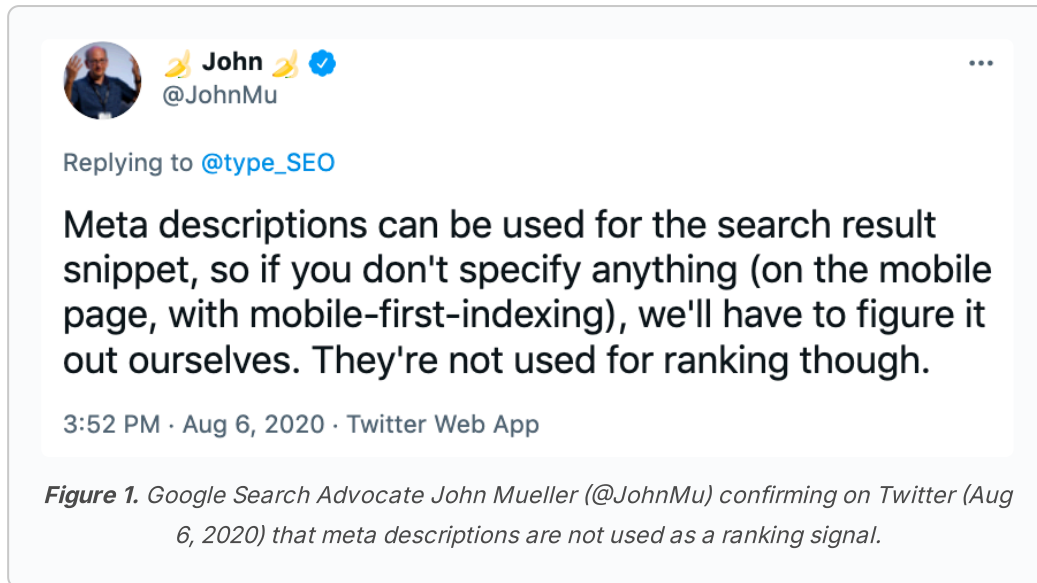 🍌 John 🍌
@JohnMu
Replying to @type_SEO
Meta descriptions can be used for the search result
snippet, so if you don't specify anything (on the mobile
page, with mobile-first-indexing), we'll have to figure it
out ourselves. They're not used for ranking though.
3:52 PM · Aug 6, 2020 · Twitter Web App
Figure 1. Google Search Advocate John Mueller (@JohnMu) confirming on Twitter (Aug
6, 2020) that meta descriptions are not used as a ranking signal.